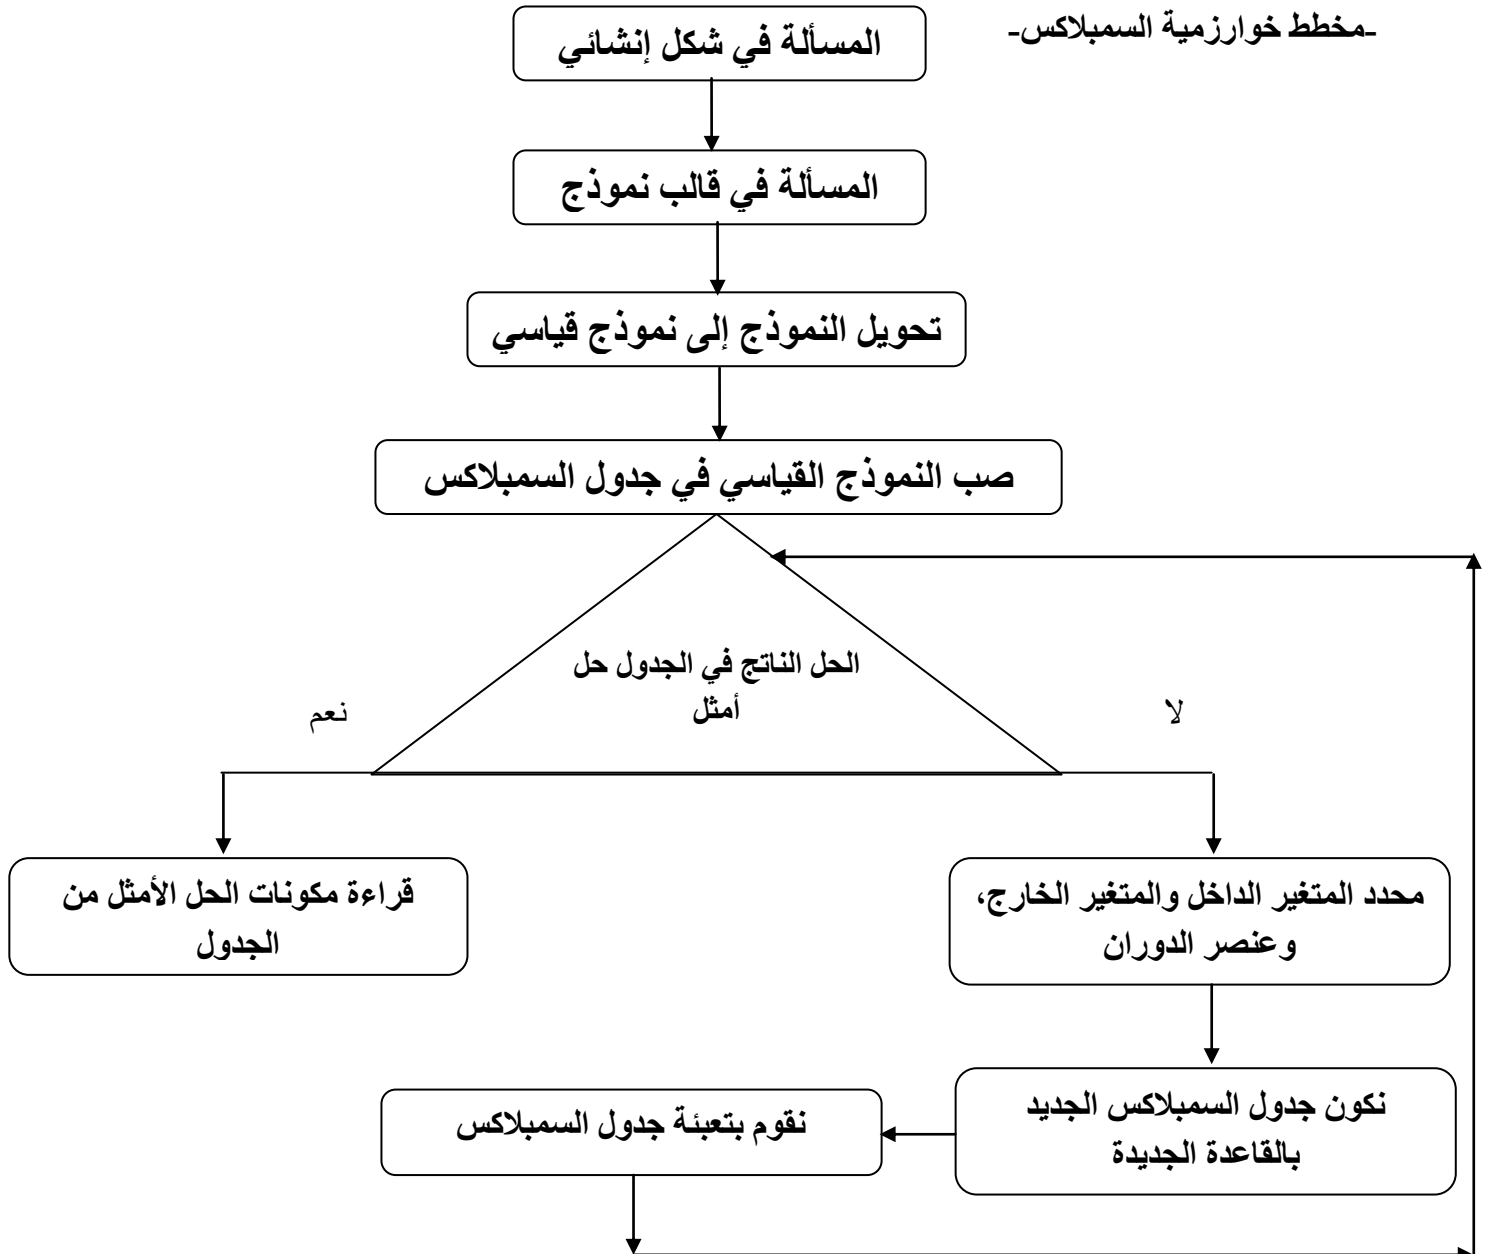 -مخطط خوارزمية السمبلاكس-
المسألة في شكل إنشائي
المسألة في قالب نموذج
تحويل النموذج إلى نموذج قياسي
صب النموذج القياسي في جدول السمبلاكس
الحل الناتج في الجدول حل
أمثل
لا
نعم
محدد المتغير الداخل والمتغير الخارج،
وعنصر الدوران
قراءة مكونات الحل الأمثل من
الجدول
نكون جدول السمبلاكس الجديد
بالقاعدة الجديدة
نقوم بتعبئة جدول السمبلاكس